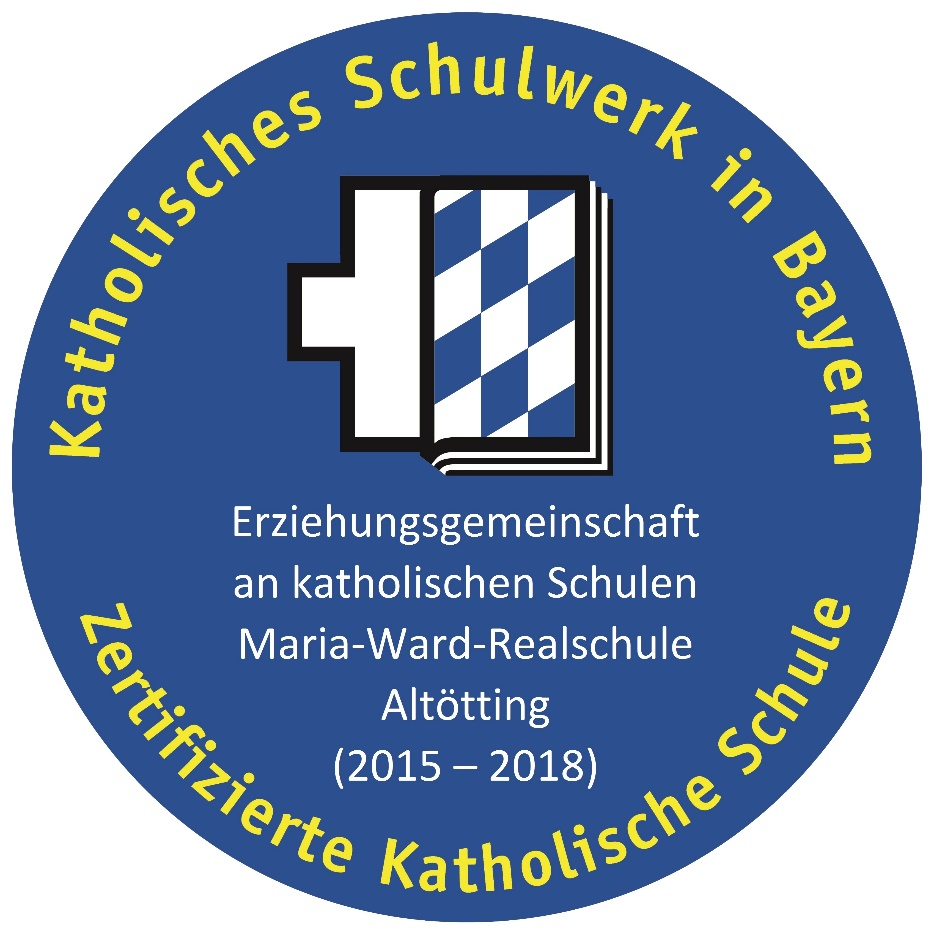 Katholisches Schulwerk in Bayern
Erziehungsgemeinschaft
an katholischen Schulen
Maria-Ward-Realschule
Altötting
(2015 – 2018)
Zertifizierte Katholische Schule